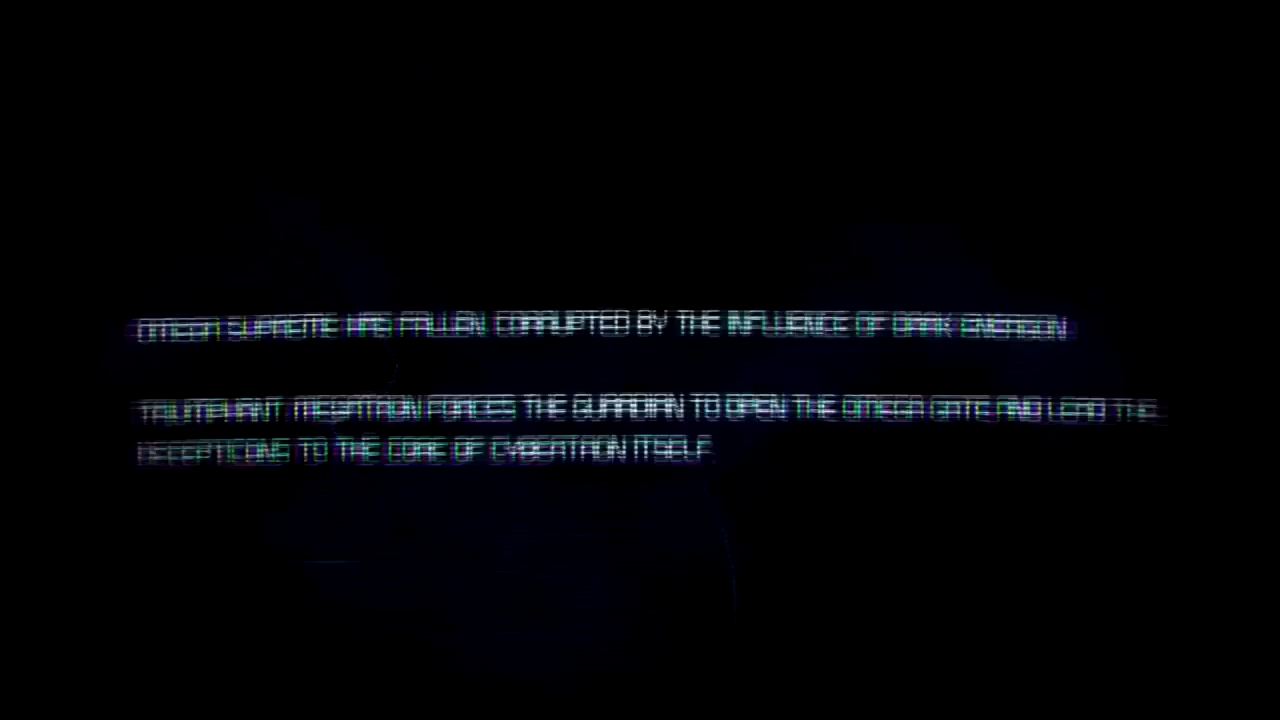 OMEGA SUPREME HAS FALLEN, CORRUPTED BY THE INFLUENCE OF DARK ENERGON.
TRIUMPHANT, MEGATRON FORCES THE GUARDIAN TO OPEN THE OMEGA GATE AND LEAD THE
DECEPTICONS TO THE CORE OF CYBERTRON ITSELF.